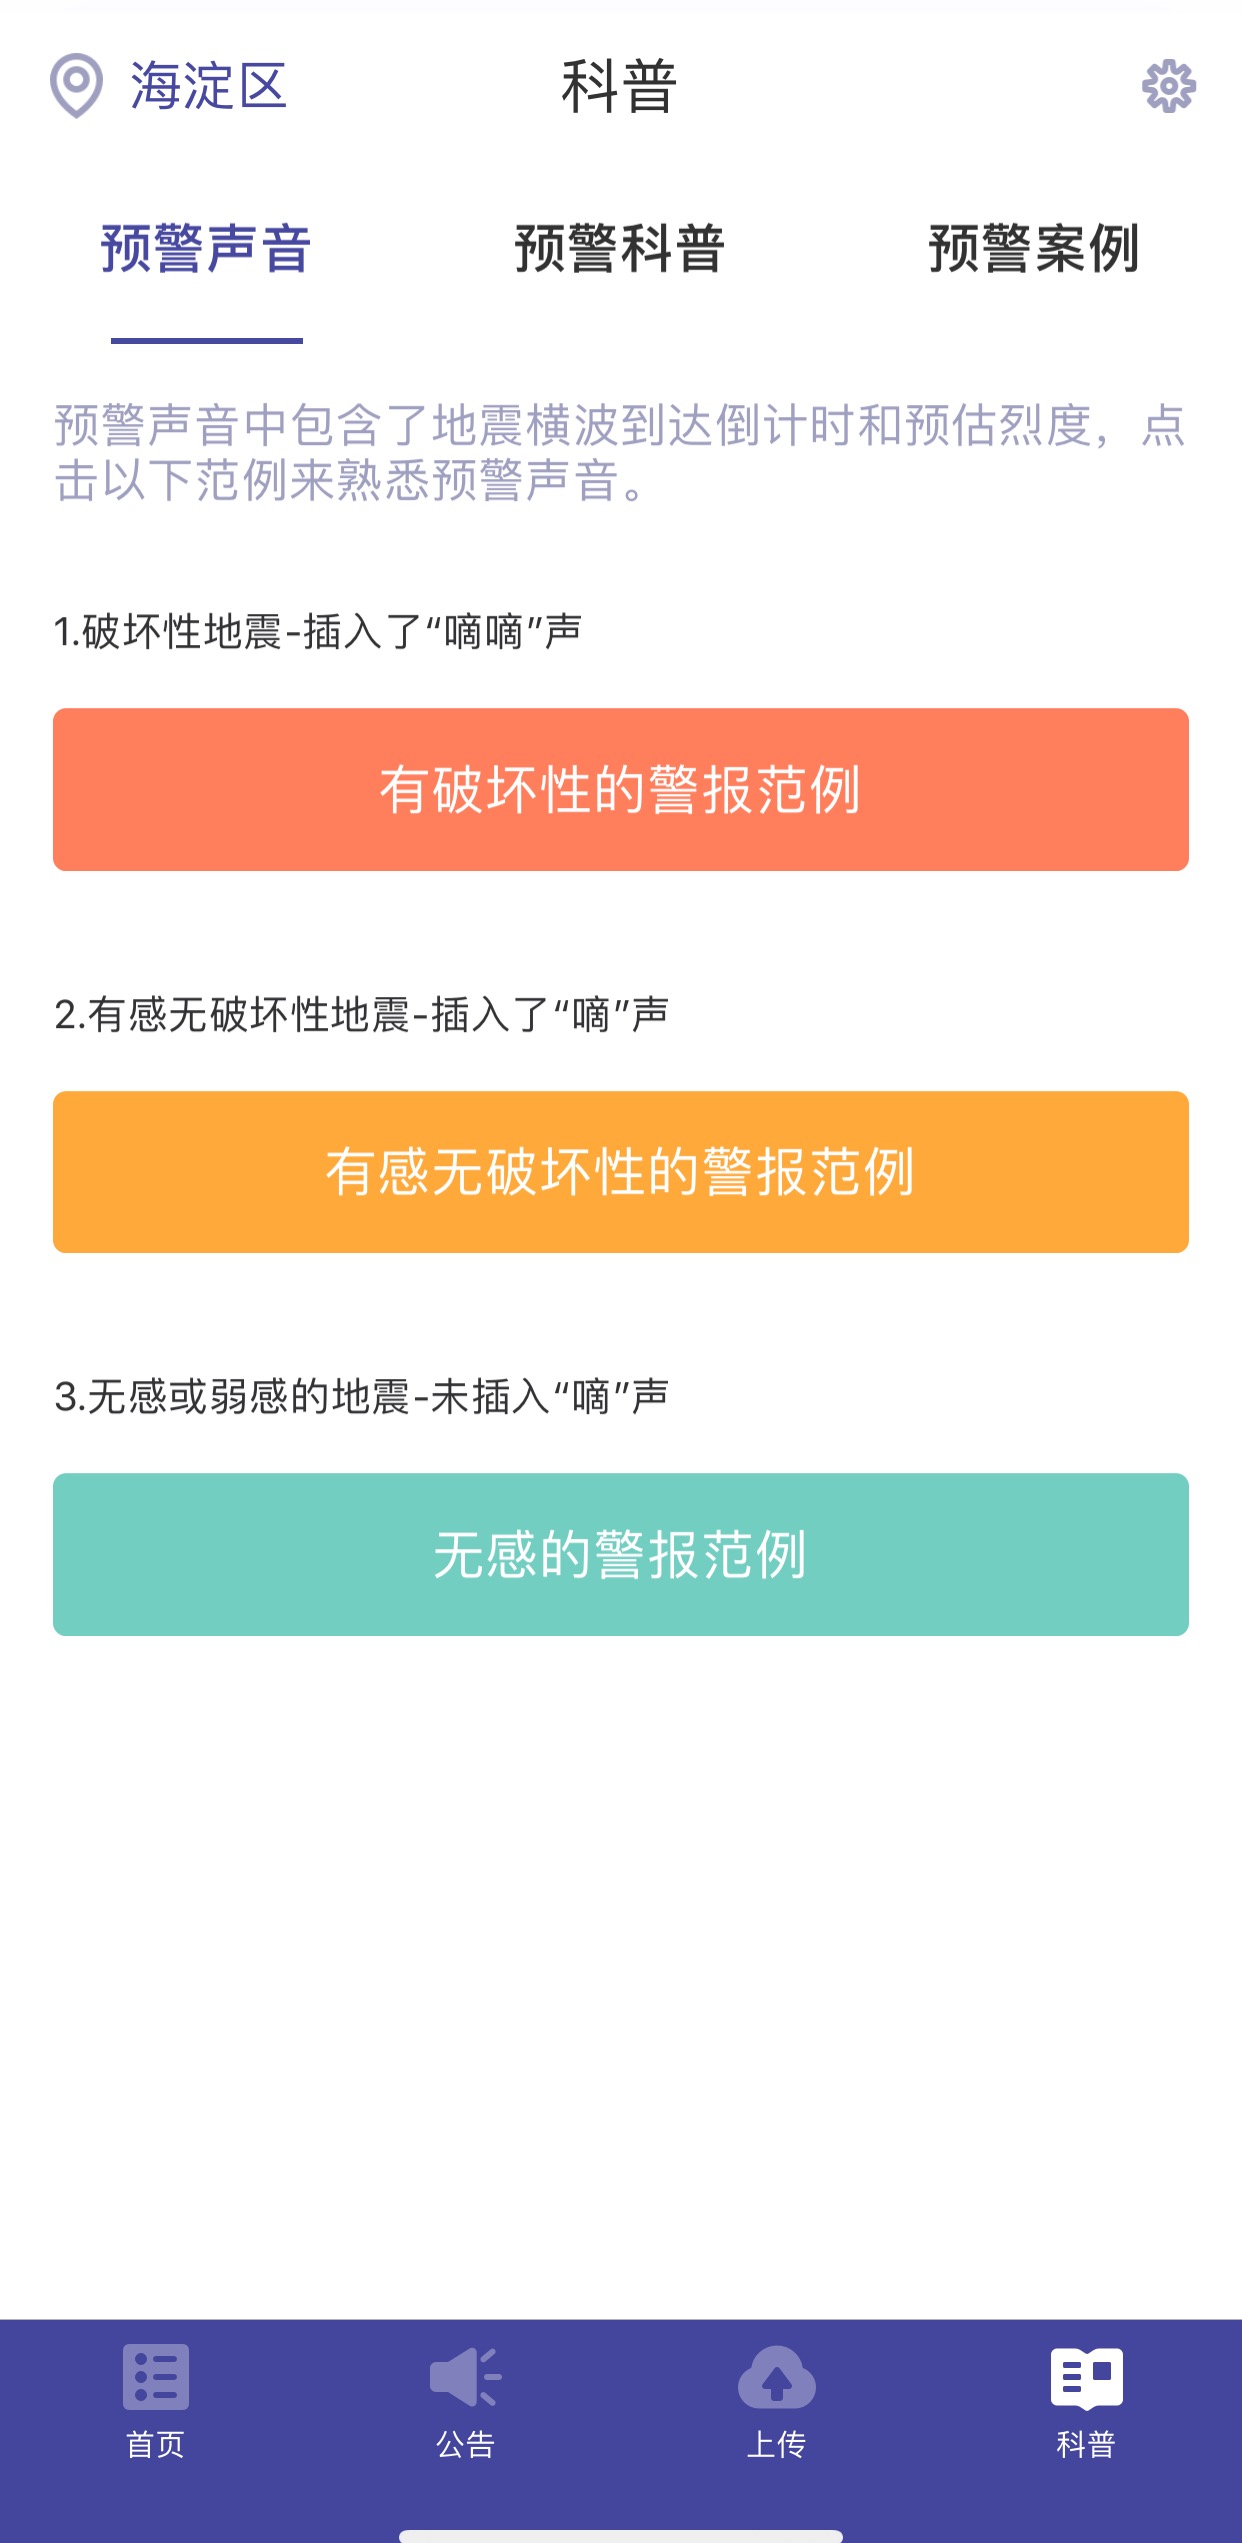 海淀区
科普
预警声音
预警科普
预警案例
预警声音中包含了地震横波到达倒计时和预估烈度，点
击以下范例来熟悉预警声音。
1.破坏性地震-插入了“嘀嘀”声
有破坏性的警报范例
2.有感无破坏性地震-插入了“嘀”声
有感无破坏性的警报范例
3.无感或弱感的地震-未插入“嘀”声
无感的警报范例
首页
公告
上传
科普